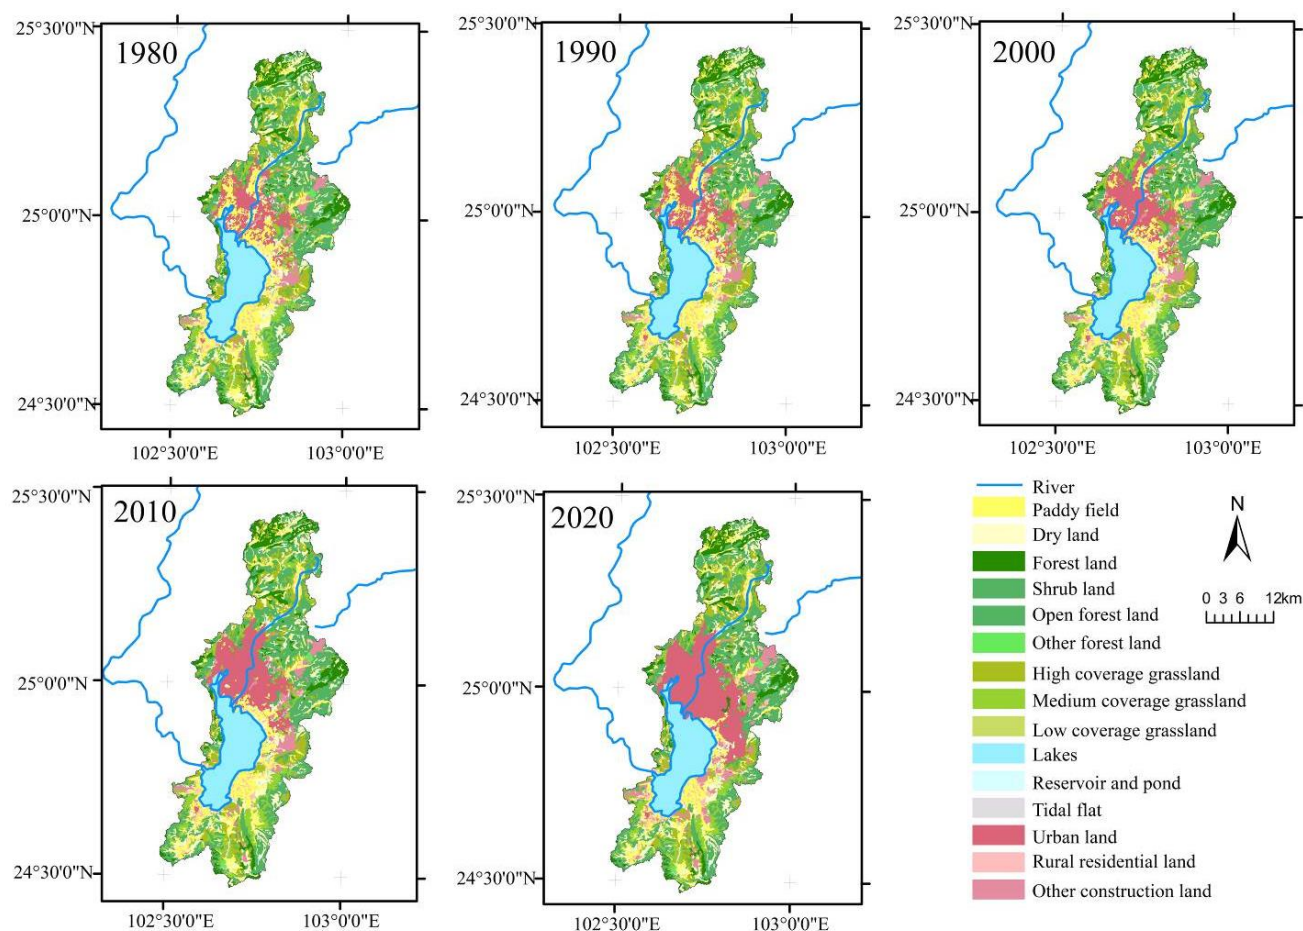 1980
25°30'0"N
25°0'0"N
24°30'0"N
102°30'0"E
103°0'0"E
1990
25°30'0"N
25°0'0"N
24°30'0"N
102°30'0"E
103°0'0"E
2000
25°30'0"N
25°0'0"N
24°30'0"N
102°30'0"E
103°0'0"E
2010
25°30'0"N
25°0'0"N
24°30'0"N
102°30'0"E
103°0'0"E
2020
25°30'0"N
25°0'0"N
24°30'0"N
102°30'0"E
103°0'0"E
River
Paddy field
Dry land
Forest land
Shrub land
Open forest land
Other forest land
High coverage grassland
Medium coverage grassland
Low coverage grassland
Lakes
Reservoir and pond
Tidal flat
Urban land
Rural residential land
Other construction land
N
0 3 6 12km